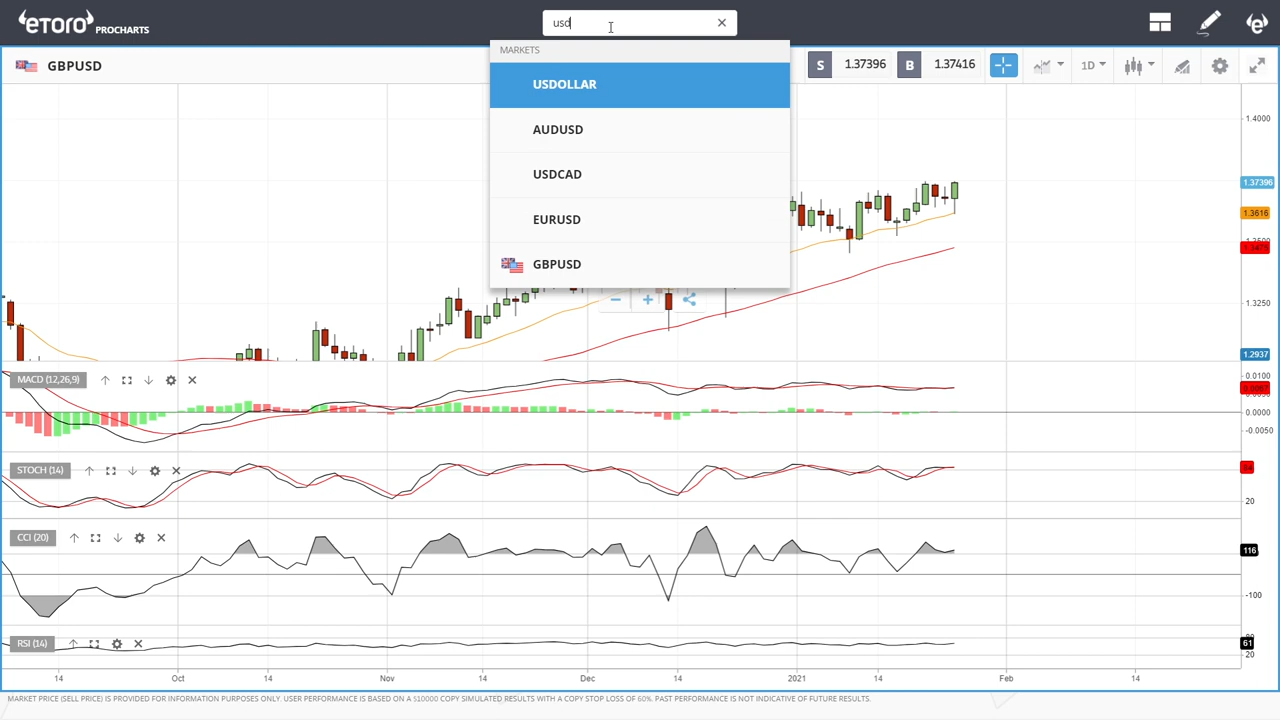 eToro PROCHARTS
usd
MARKETS
USDOLLAR
AUDUSD
USDCAD
EURUSD
GBPUSD
GBPUSD
S 1.37396 B 1.37416
1D
1.4000
1.37396
1.3616
1.3250
1.2937
MACD (12,26,9)
0.0100
0.0000
-0.0050
STOCH (14)
84
20
CCI (20)
116
-100
RSI (14)
61
20
14 Oct 14 Nov 14 Dec 14 2021 14 Feb 14
MARKET PRICE (SELL PRICE) IS PROVIDED FOR INFORMATION PURPOSES ONLY. USER PERFORMANCE IS BASED ON A $10000 COPY SIMULATED RESULTS WITH A COPY STOP LOSS OF 60%. PAST PERFORMANCE IS NOT INDICATIVE OF FUTURE RESULTS.